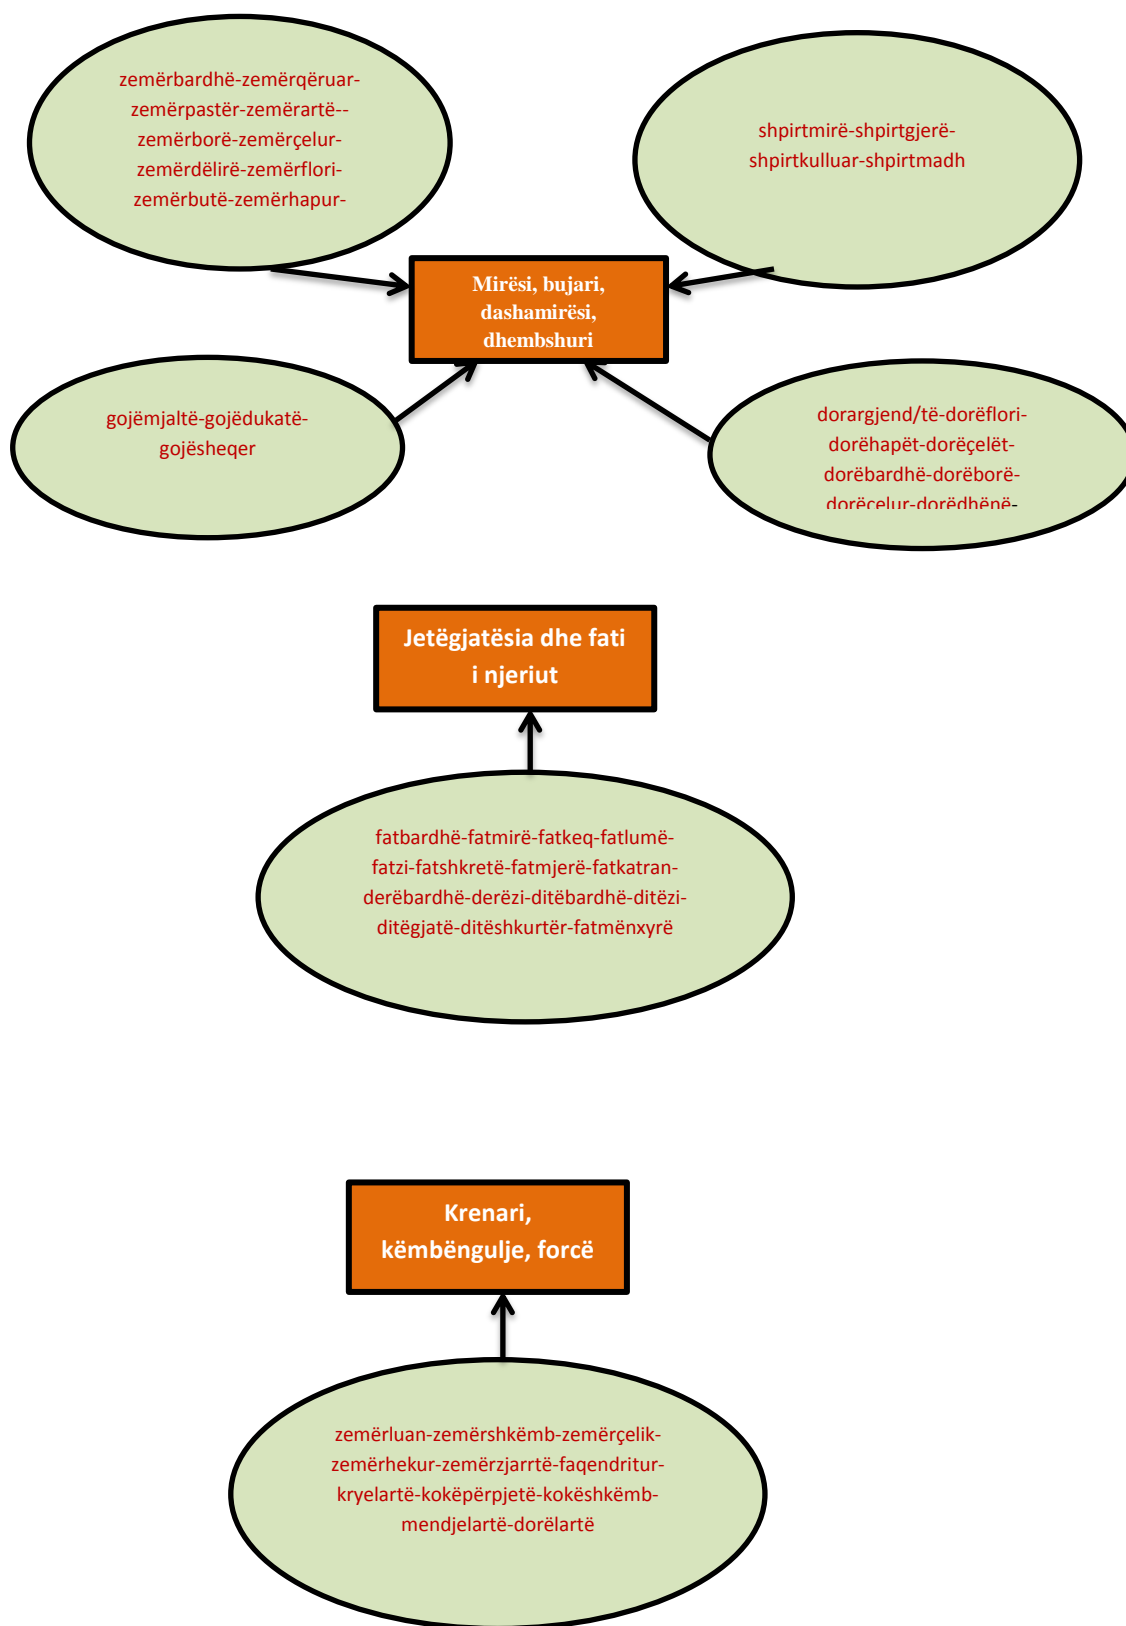 zemërbardhë-zemërqëruar-
zemërpastër-zemërartë--
zemërborë-zemërçelur-
zemërdëlirë-zemërflori-
zemërbutë-zemërhapur-
shpirtmirë-shpirtgjerë-
shpirtkulluar-shpirtmadh
Mirësi, bujari,
dashamirësi,
dhembshuri
gojëmjaltë-gojëdukatë-
gojësheqer
dorargjend/të-dorëflori-
dorëhapët-dorëçelët-
dorëbardhë-dorëborë-
dorëçelur-dorëdhënë-
Jetëgjatësia dhe fati
i njeriut
fatbardhë-fatmirë-fatkeq-fatlumë-
fatzi-fatshkretë-fatmjerë-fatkatran-
derëbardhë-derëzi-ditëbardhë-ditëzi-
ditëgjatë-ditëshkurtër-fatmënxyrë
Krenari,
këmbëngulje, forcë
zemërluan-zemërshkëmb-zemërçelik-
zemërhekur-zemërzjarrtë-faqendritur-
kryelartë-kokëpërpjetë-kokëshkëmb-
mendjelartë-dorëlartë